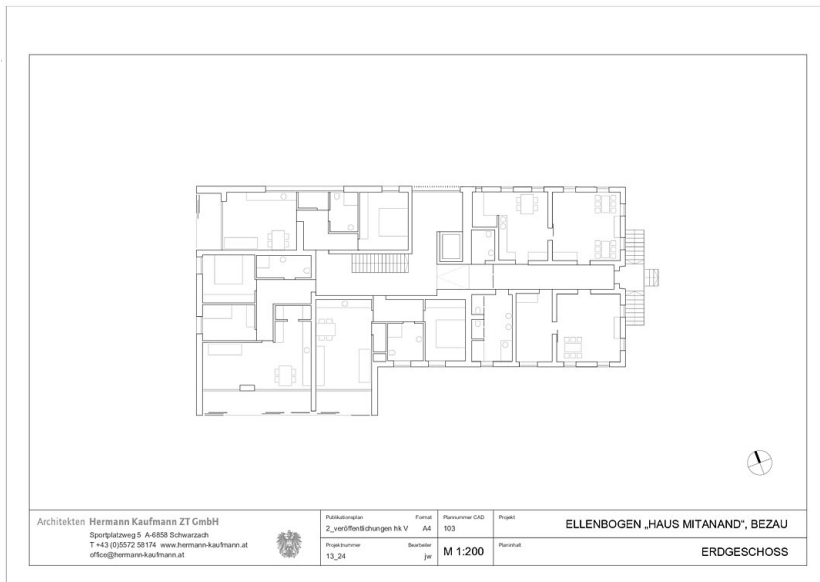 Architekten Hermann Kaufmann ZT GmbH
Sportplatzweg 5 A-6858 Schwarzach
T +43 (0)5572 58174 www.hermann-kaufmann.at
office@hermann-kaufmann.at
Publikationsplan
Format
2_veröffentlichungen hk V
A4
Projektnummer
Bearbeiter
13_24
jw
Plannummer CAD
103
M 1:200
Projekt
ELLENBOGEN „HAUS MITANAND“, BEZAU
Planinhalt
ERDGESCHOSS